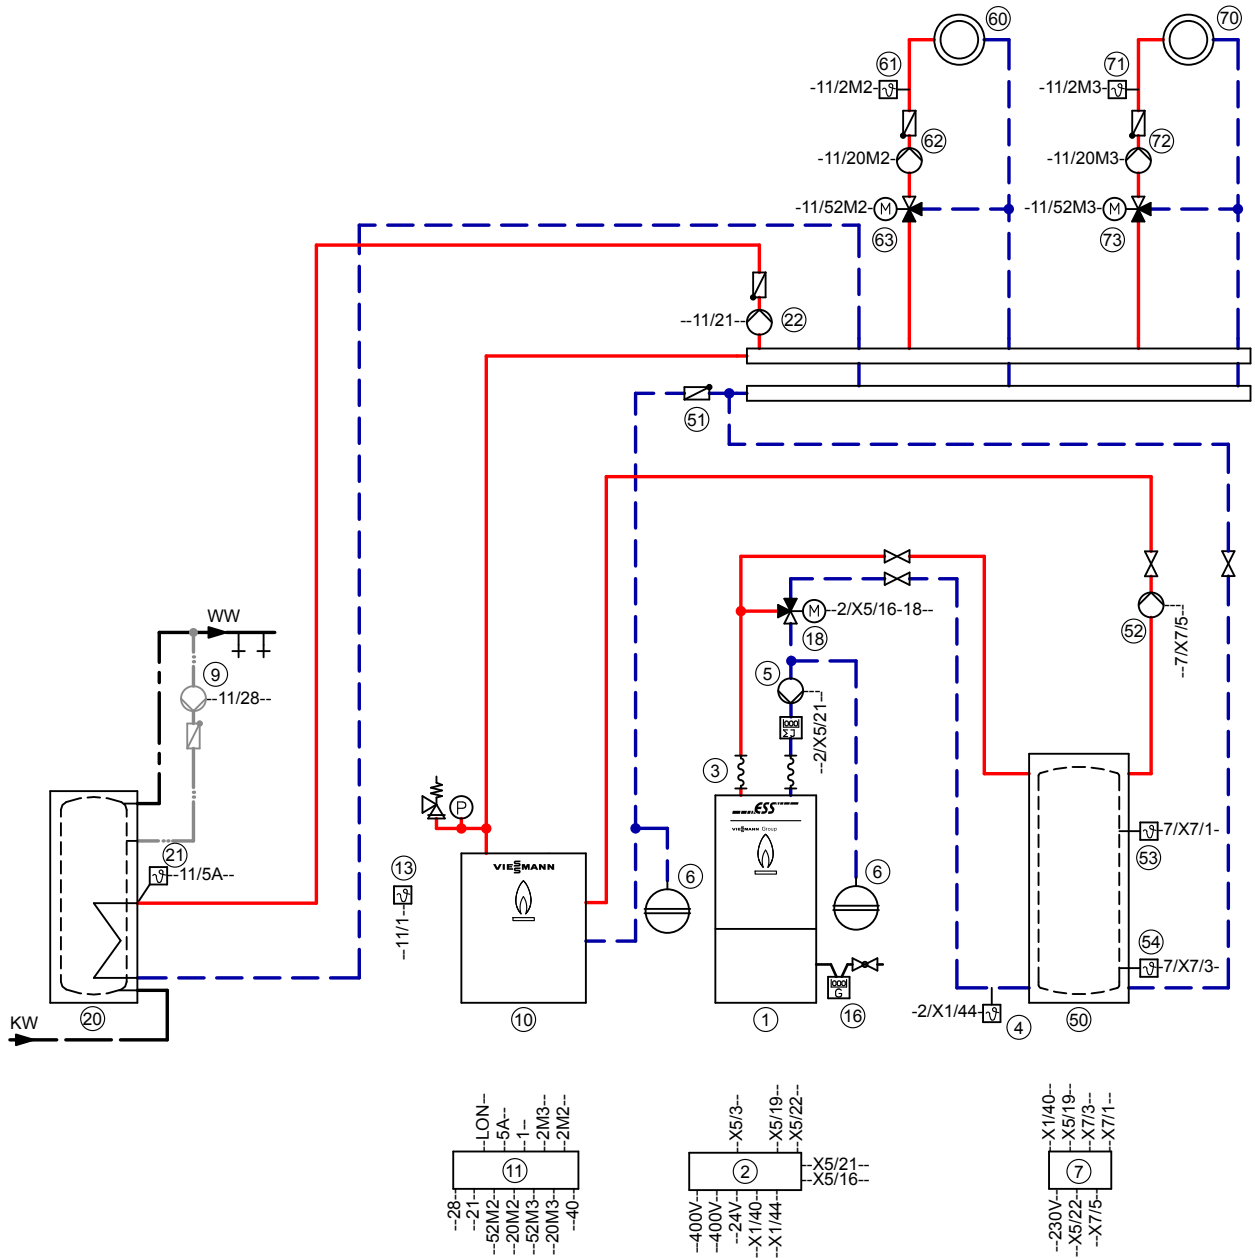 60
70
61
71
-11/2M2-
-11/2M3-
62
72
-11/20M2-
-11/20M3-
-11/52M2-
M
-11/52M3-
M
63
73
--11/21--
22
51
WW
M
--2/X5/16-18--
18
52
--7/X7/5--
9
--11/28--
5
ΣJ
--2/X5/21--
3
P
ESS
VIESMANN Group
21
--11/5A--
13
--11/1--
VIESMANN
6
6
-7/X7/1-
53
54
-7/X7/3-
G
16
-2/X1/44-
4
20
10
1
50
KW
--LON--
--5A--
--1--
--2M3--
--2M2--
11
--28--
--21--
--52M2--
--20M2--
--52M3--
--20M3--
--40--
--X5/3--
--X5/19--
--X5/22--
2
--X5/21--
--X5/16--
--400V--
--400V--
--24V--
--X1/40--
--X1/44--
--X1/40--
--X5/19--
--X7/3--
--X7/1--
7
--230V--
--X5/22--
--X7/5--